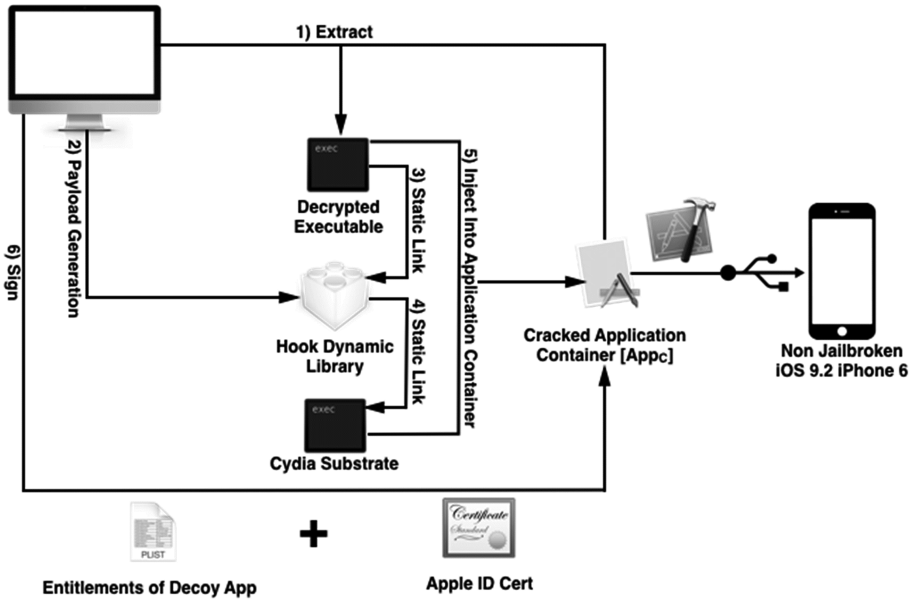 1) Extract
exec
Decrypted
Executable
2) Payload Generation
3) Static Link
5) Inject Into Application Container
6) Sign
Hook Dynamic
Library
4) Static Link
exec
Cydia Substrate
Cracked Application
Container [Appc]
Non Jailbroken
iOS 9.2 iPhone 6
PLIST
Entitlements of Decoy App
+
Certificate
Standard
Apple ID Cert